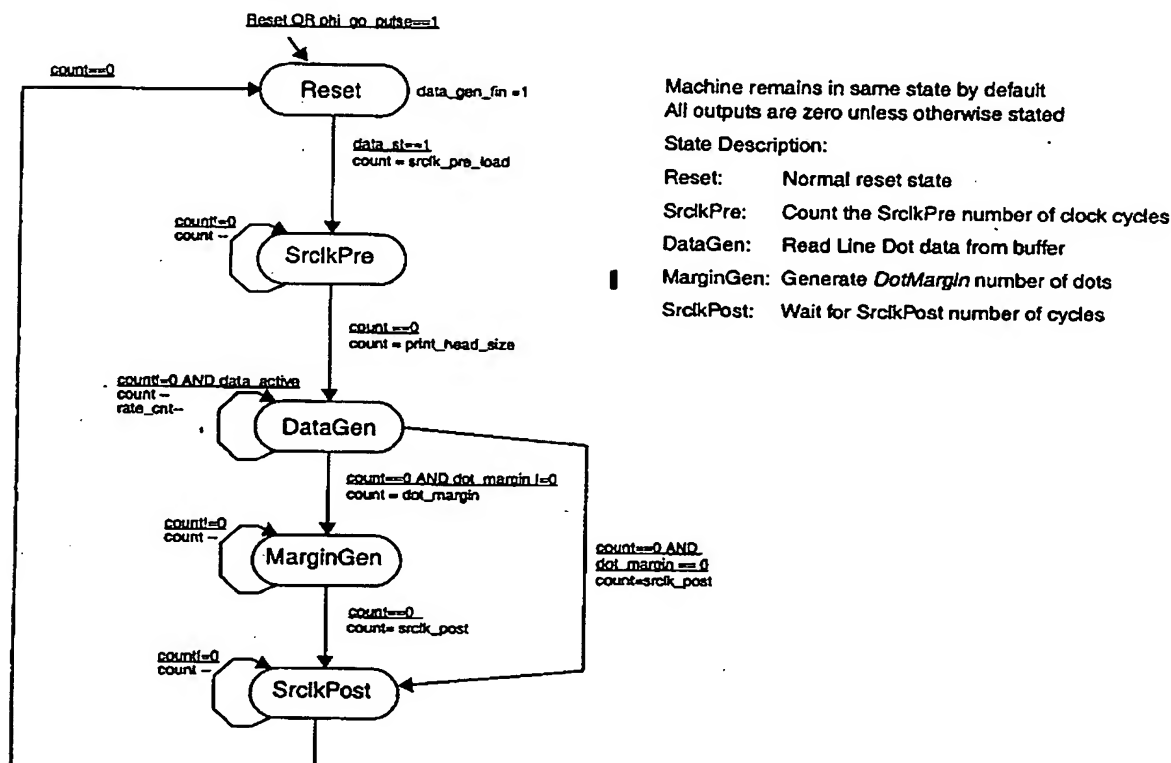 Reset OR phi_go_pulse==1
count==0
Reset
data_gen_fin =1
data_st==1
count = srclk_pre_load
count!=0
count --
SrclkPre
count ==0
count = print_head_size
count!=0 AND data_active
count --
rate_cnt--
DataGen
count==0 AND dot_margin !=0
count = dot_margin
count!=0
count --
MarginGen
count==0 AND
dot_margin == 0
count=srclk_post
count==0
count= srclk_post
count!=0
count --
SrclkPost
Machine remains in same state by default
All outputs are zero unless otherwise stated
State Description:
Reset: Normal reset state
SrclkPre: Count the SrclkPre number of clock cycles
DataGen: Read Line Dot data from buffer
MarginGen: Generate DotMargin number of dots
SrclkPost: Wait for SrclkPost number of cycles